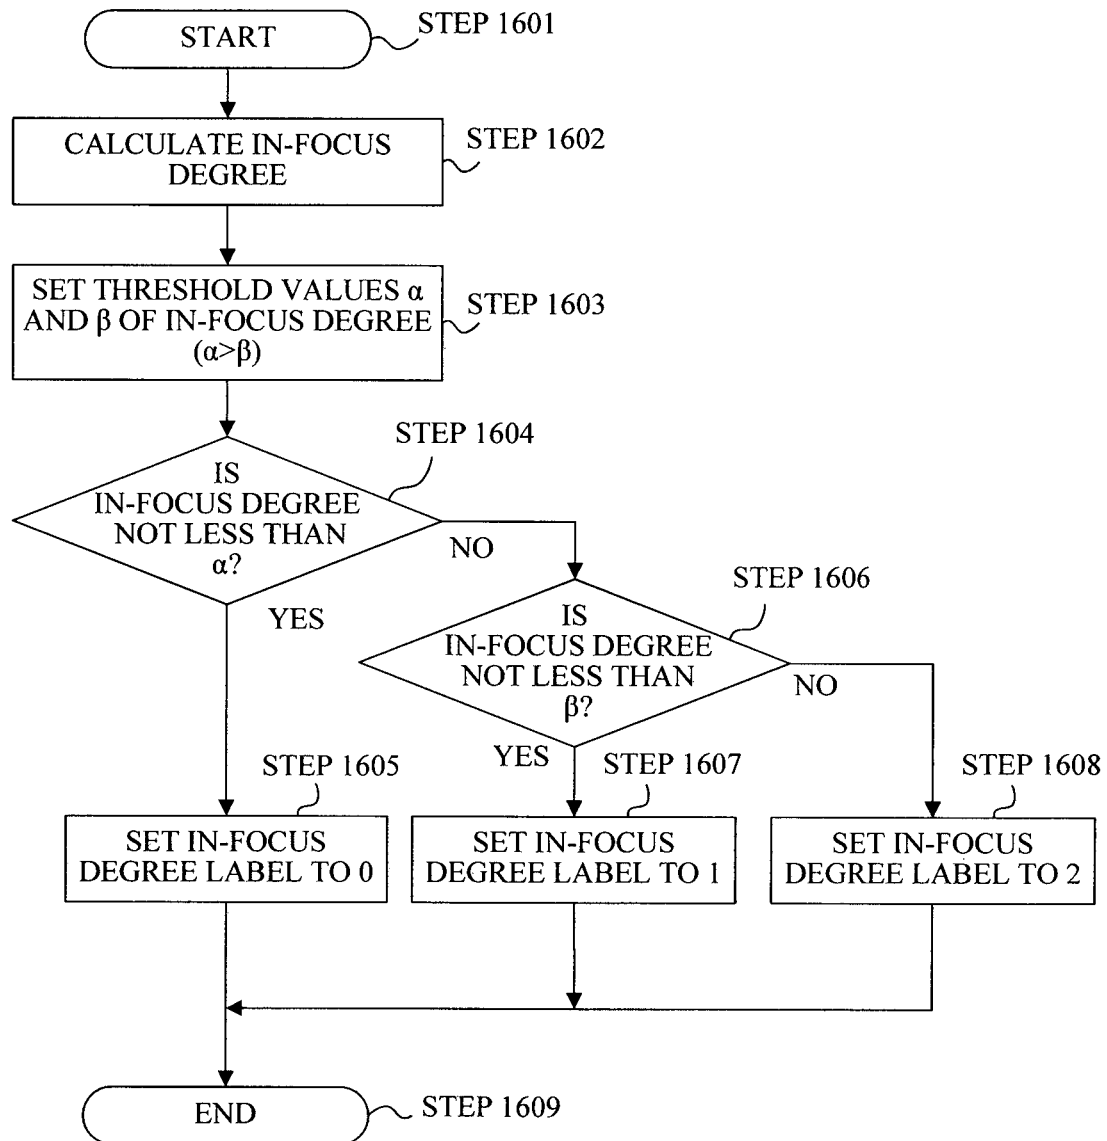 START
STEP 1601
CALCULATE IN-FOCUS
DEGREE
STEP 1602
SET THRESHOLD VALUES α
AND β OF IN-FOCUS DEGREE
(α>β)
STEP 1603
STEP 1604
IS
IN-FOCUS DEGREE
NOT LESS THAN
α?
NO
YES
STEP 1606
IS
IN-FOCUS DEGREE
NOT LESS THAN
β?
NO
YES
STEP 1605
SET IN-FOCUS
DEGREE LABEL TO 0
STEP 1607
SET IN-FOCUS
DEGREE LABEL TO 1
STEP 1608
SET IN-FOCUS
DEGREE LABEL TO 2
END
STEP 1609